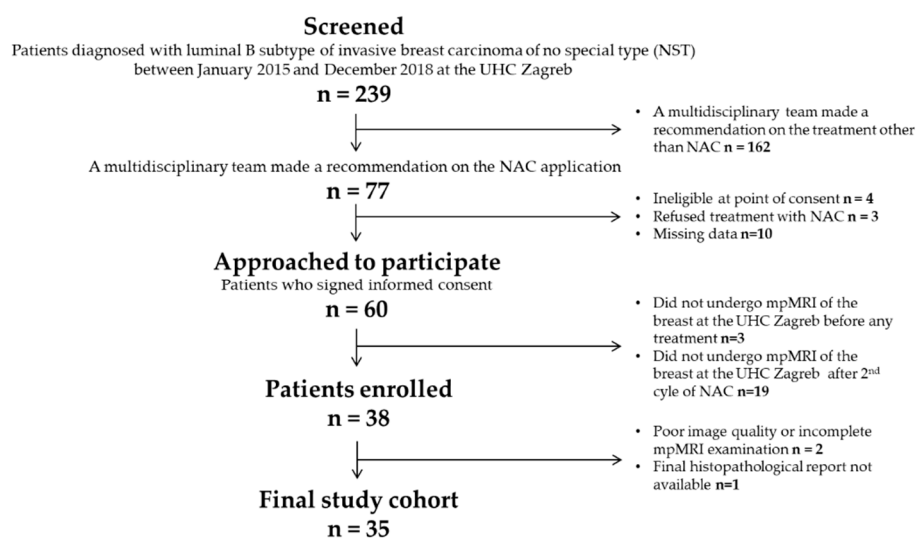 Screened
Patients diagnosed with luminal B subtype of invasive breast carcinoma of no special type (NST)
between January 2015 and December 2018 at the UHC Zagreb
n = 239
• A multidisciplinary team made a
recommendation on the treatment other
than NAC n = 162
A multidisciplinary team made a recommendation on the NAC application
n = 77
• Ineligible at point of consent n = 4
• Refused treatment with NAC n = 3
• Missing data n=10
Approached to participate
Patients who signed informed consent
n = 60
• Did not undergo mpMRI of the
breast at the UHC Zagreb before any
treatment n=3
• Did not undergo mpMRI of the
breast at the UHC Zagreb after 2nd
cyle of NAC n=19
Patients enrolled
n = 38
• Poor image quality or incomplete
mpMRI examination n = 2
• Final histopathological report not
available n=1
Final study cohort
n = 35